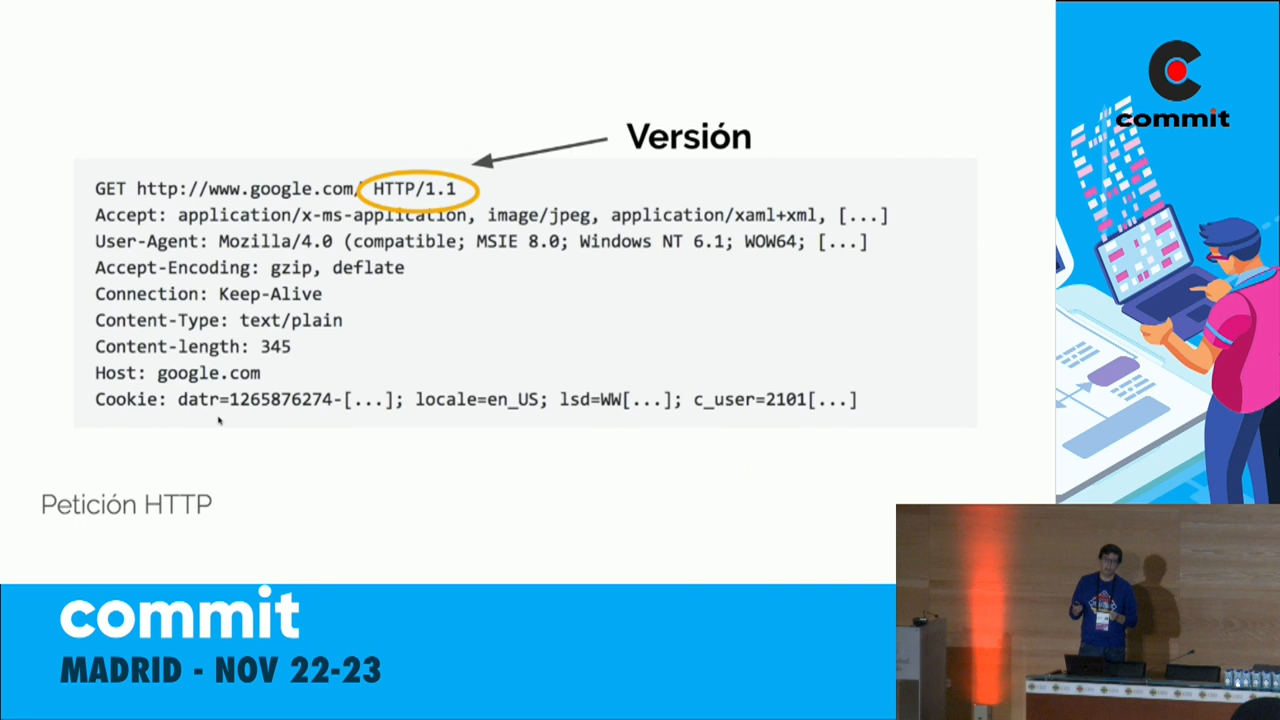 Versión
GET http://www.google.com/ HTTP/1.1
Accept: application/x-ms-application, image/jpeg, application/xaml+xml, [...]
User-Agent: Mozilla/4.0 (compatible; MSIE 8.0; Windows NT 6.1; WOW64; [...]
Accept-Encoding: gzip, deflate
Connection: Keep-Alive
Content-Type: text/plain
Content-length: 345
Host: google.com
Cookie: datr=1265876274-[...]; locale=en_US; lsd=WW[...]; c_user=2101[...]
Petición HTTP
commit
commit
MADRID - NOV 22-23